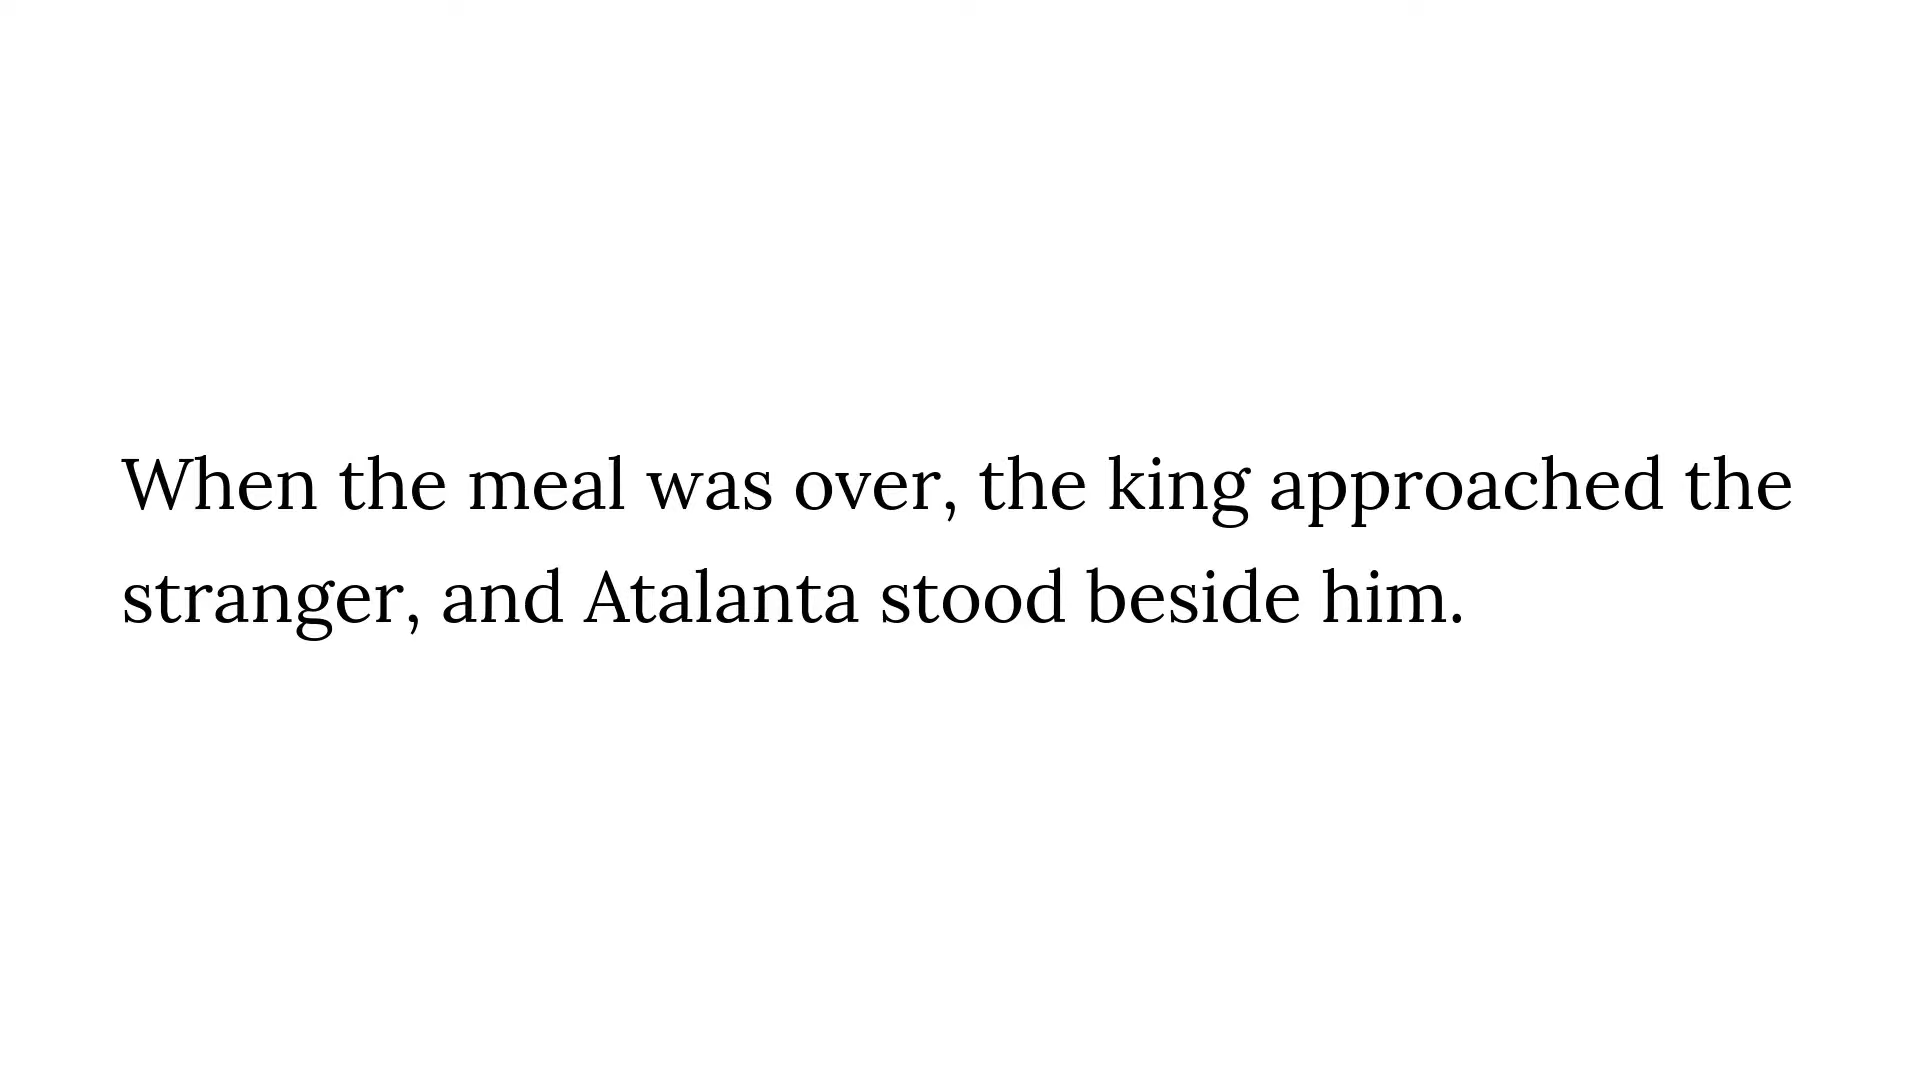 When the meal was over, the king approached the
stranger, and Atalanta stood beside him.